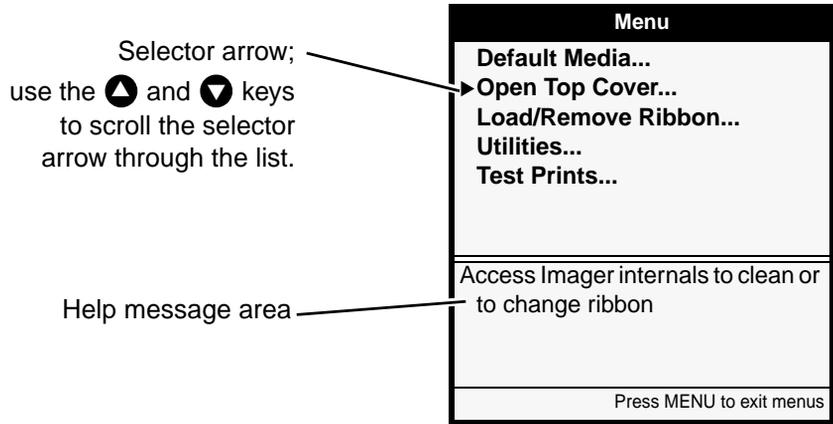 Menu
Selector arrow;
use the and keys
to scroll the selector
arrow through the list.
Default Media...
Open Top Cover...
Load/Remove Ribbon...
Utilities...
Test Prints...
Help message area
Access Imager internals to clean or
to change ribbon
Press MENU to exit menus